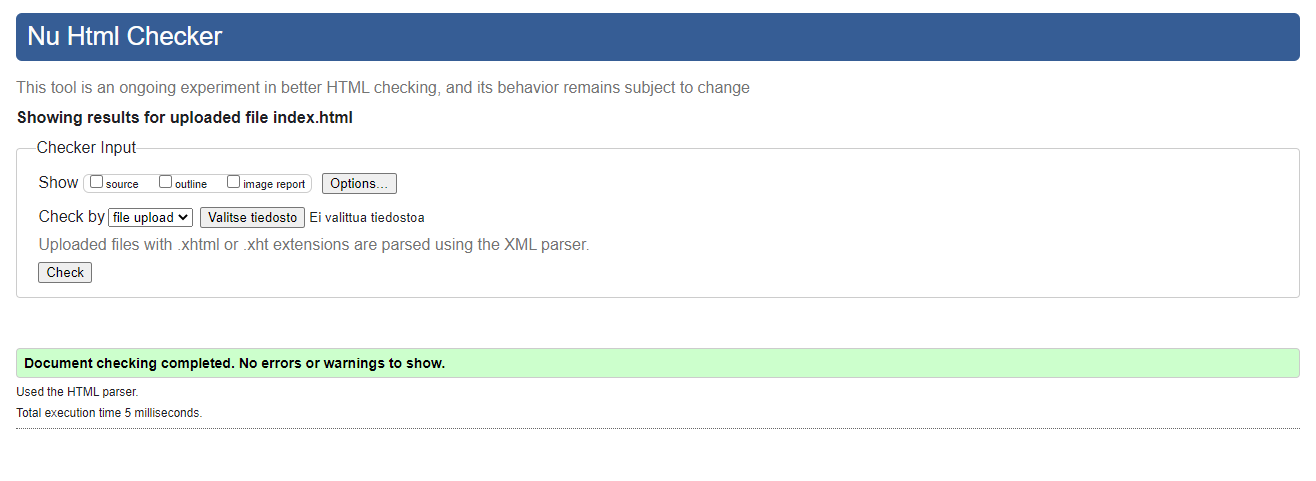 Nu Html Checker
This tool is an ongoing experiment in better HTML checking, and its behavior remains subject to change
Showing results for uploaded file index.html
Checker Input
Show source outline image report Options...
Check by file upload Valitse tiedosto Ei valittua tiedostoa
Uploaded files with .xhtml or .xht extensions are parsed using the XML parser.
Check
Document checking completed. No errors or warnings to show.
Used the HTML parser.
Total execution time 5 milliseconds.